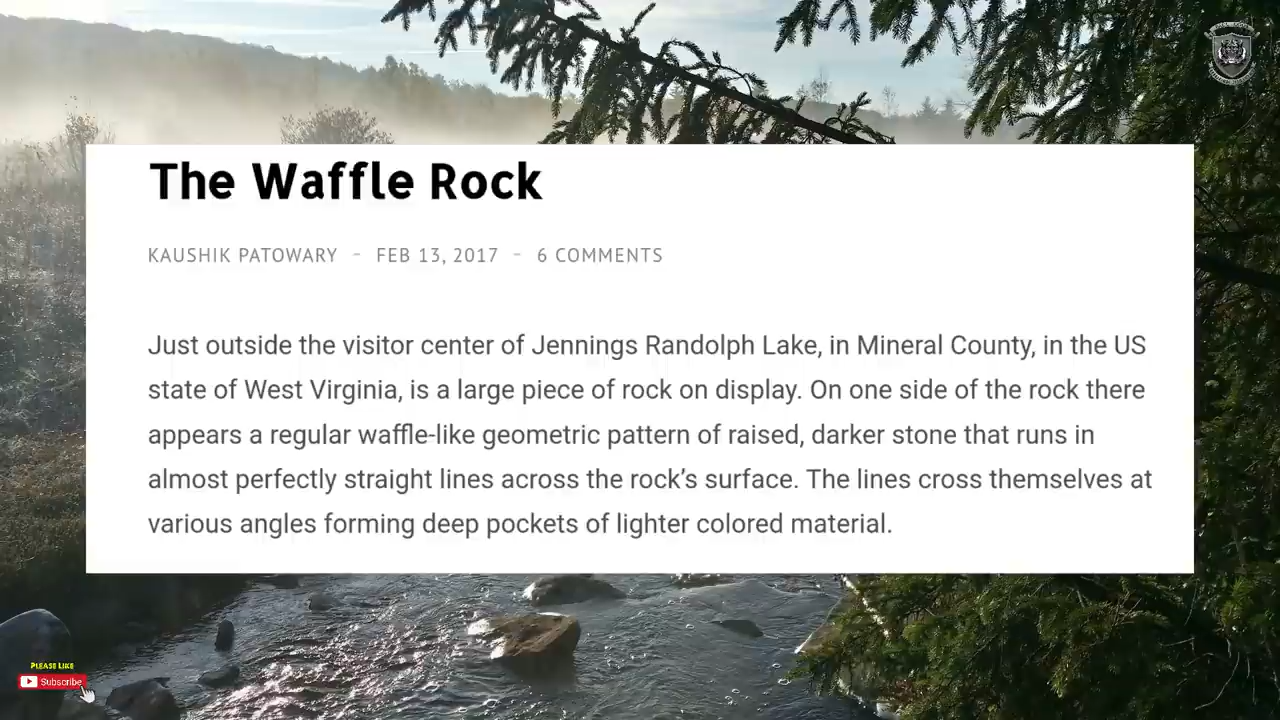 The Waffle Rock
KAUSHIK PATOWARY – FEB 13, 2017 – 6 COMMENTS
Just outside the visitor center of Jennings Randolph Lake, in Mineral County, in the US
state of West Virginia, is a large piece of rock on display. On one side of the rock there
appears a regular waffle-like geometric pattern of raised, darker stone that runs in
almost perfectly straight lines across the rock’s surface. The lines cross themselves at
various angles forming deep pockets of lighter colored material.
PLEASE LIKE
Subscribe